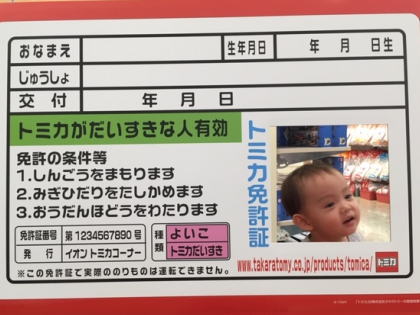 おなまえ 生年月日 年 月 日生
じゅうしょ
交付 年 月 日
トミカがだいすきな人有効
免許の条件等
1.しんごうをまもります
2.みぎひだりをたしかめます
3.おうだんほどうをわたります
免許証番号 第1234567890号
発行 イオン トミカコーナー
種類 よいこ
トミカだいすき
※この免許証で実際ののりものは運転できません。
トミカ免許証
www.takaratomy.co.jp/products/tomica/
トミカ